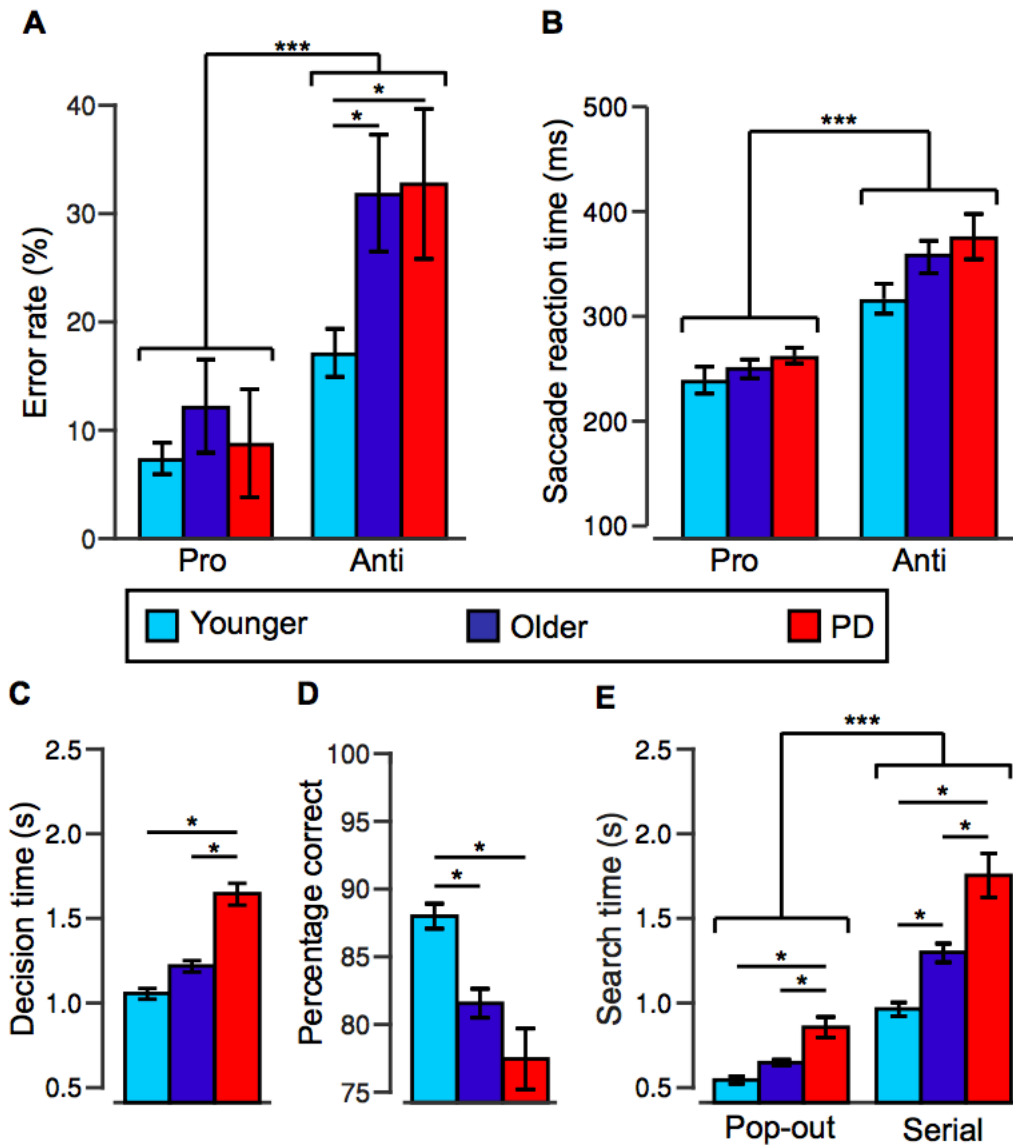 A
B
***
***
*
*
Error rate (%)
40
30
20
10
0
Pro
Anti
Saccade reaction time (ms)
500
400
300
200
100
Pro
Anti
Younger
Older
PD
C
D
E
Decision time (s)
2.5
2.0
1.5
1.0
0.5
*
*
Percentage correct
100
95
90
85
80
75
*
*
Search time (s)
2.5
2.0
1.5
1.0
0.5
***
*
*
*
*
*
Pop-out
Serial